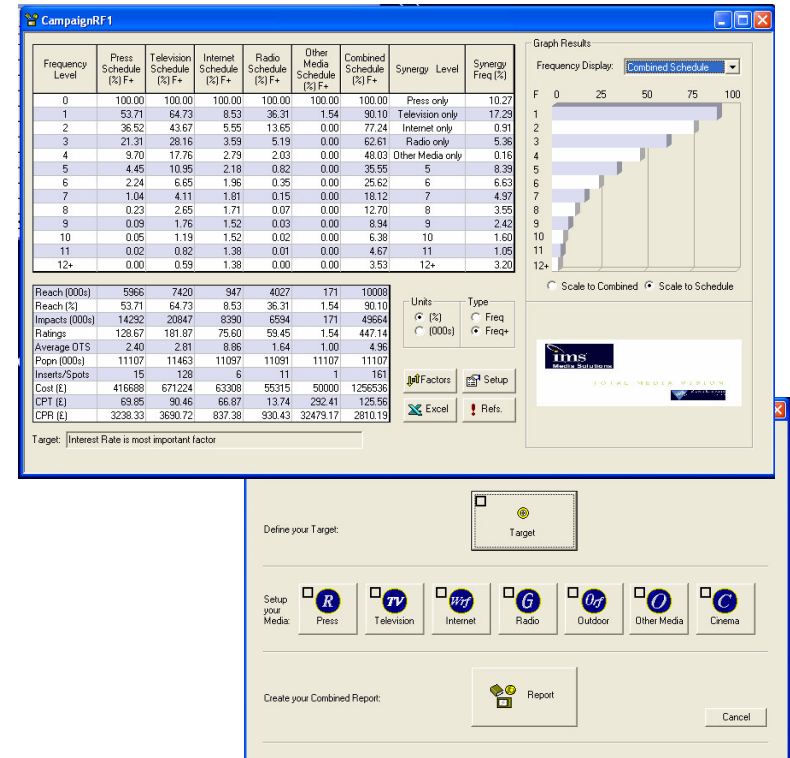 CampaignRF1
Frequency Level Press Schedule (%) F+ Television Schedule (%) F+ Internet Schedule (%) F+ Radio Schedule (%) F+ Other Media Schedule (%) F+ Combined Schedule (%) F+ Synergy Level Synergy Freq (%)
0 100.00 100.00 100.00 100.00 100.00 100.00 Press only 10.27
1 53.71 64.73 8.53 36.31 1.54 90.10 Television only 17.29
2 36.52 43.67 5.55 13.65 0.00 77.24 Internet only 0.91
3 21.31 28.16 3.59 5.19 0.00 62.61 Radio only 5.36
4 9.70 17.76 2.79 2.03 0.00 48.03 Other Media only 0.16
5 4.45 10.95 2.18 0.82 0.00 35.55 5 8.39
6 2.24 6.65 1.96 0.35 0.00 25.62 6 6.63
7 1.04 4.11 1.81 0.15 0.00 18.12 7 4.97
8 0.23 2.65 1.71 0.07 0.00 12.70 8 3.55
9 0.09 1.76 1.52 0.03 0.00 8.94 9 2.42
10 0.05 1.19 1.52 0.02 0.00 6.38 10 1.60
11 0.02 0.82 1.38 0.01 0.00 4.67 11 1.05
12+ 0.00 0.59 1.38 0.00 0.00 3.53 12+ 3.20
Reach (000s) 5966 7420 947 4027 171 10008
Reach (%) 53.71 64.73 8.53 36.31 1.54 90.10
Impacts (000s) 14292 20847 8390 6594 171 49664
Ratings 128.67 181.87 75.60 59.45 1.54 447.14
Average OTS 2.40 2.81 8.86 1.64 1.00 4.96
Popn (000s) 11107 11463 11097 11091 11107 11107
Inserts/Spots 15 128 6 11 1 161
Cost (£) 416688 671224 63308 55315 50000 1256536
CPT (£) 69.85 90.46 66.87 13.74 292.41 125.56
CPR (£) 3238.33 3690.72 837.38 930.43 32479.17 2810.19
Target: Interest Rate is most important factor
Units
(%)
(000s)
Type
Freq
Freq+
Factors Setup
Excel Refs.
Graph Results
Frequency Display: Combined Schedule
F 0 25 50 75 100
1
2
3
4
5
6
7
8
9
10
11
12+
Scale to Combined Scale to Schedule
ims
Media Solutions
TOTAL MEDIA VISION
Define your Target:
Target
Setup your Media:
R Press
TV Television
Wrf Internet
G Radio
Orf Outdoor
O Other Media
C Cinema
Create your Combined Report:
Report
Cancel